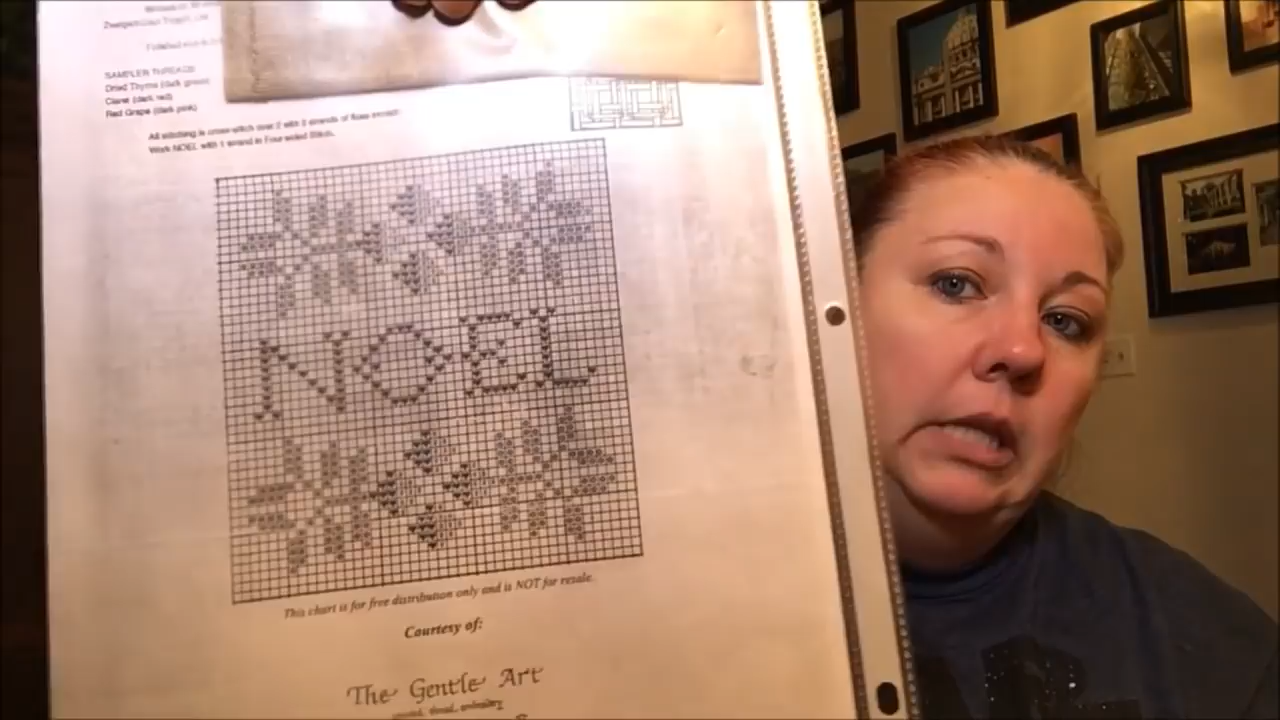 SAMPLER THREADS
Dried Thyme (dark green)
Claret (dark red)
Red Grape (dark pink)
All stitching is cross-stitch over 2 with 2 strands of floss except:
Work NOEL with 1 strand in Four-sided Stitch.
NOEL
This chart is for free distribution only and is NOT for resale.
Courtesy of:
The Gentle Art